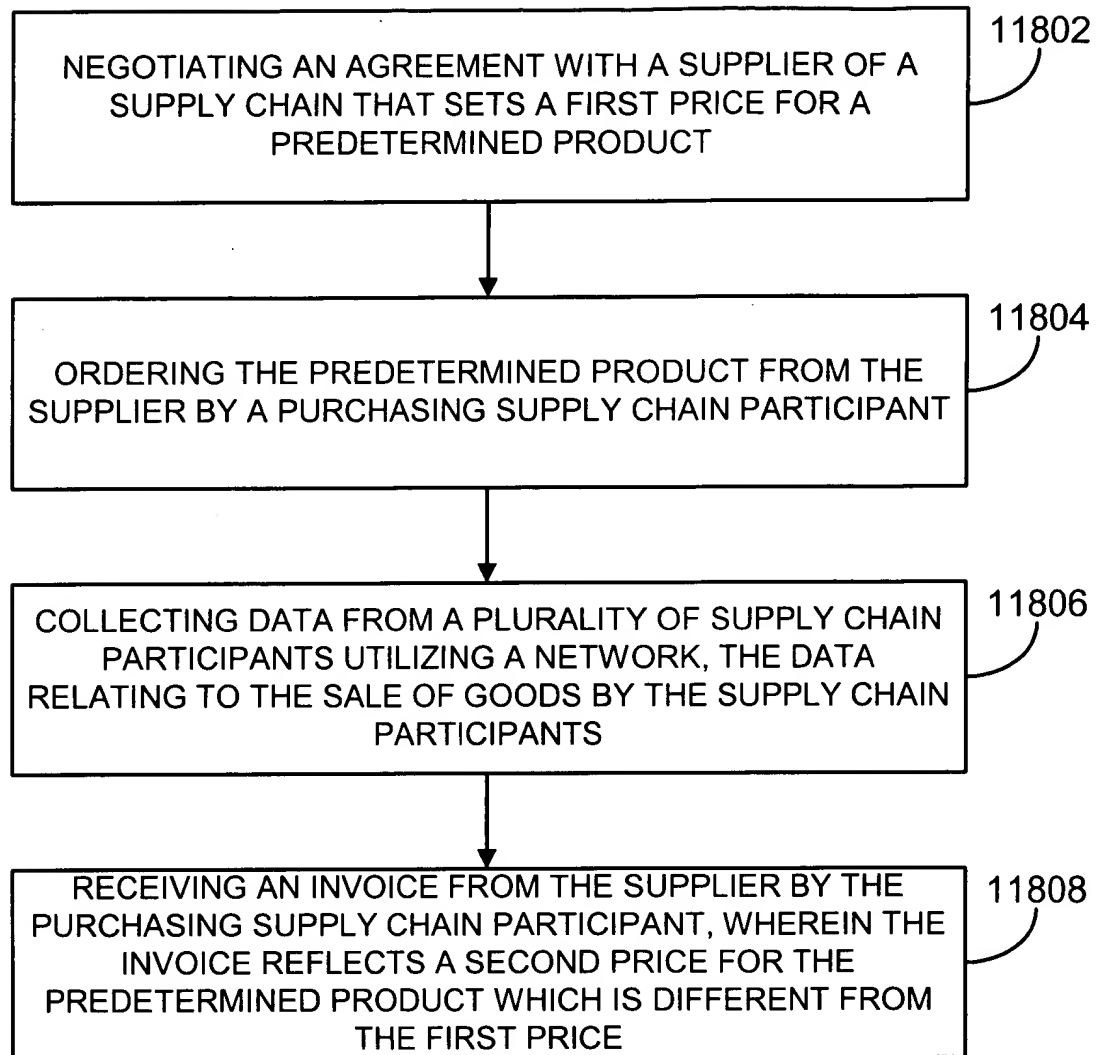 11802
NEGOTIATING AN AGREEMENT WITH A SUPPLIER OF A
SUPPLY CHAIN THAT SETS A FIRST PRICE FOR A
PREDETERMINED PRODUCT
11804
ORDERING THE PREDETERMINED PRODUCT FROM THE
SUPPLIER BY A PURCHASING SUPPLY CHAIN PARTICIPANT
11806
COLLECTING DATA FROM A PLURALITY OF SUPPLY CHAIN
PARTICIPANTS UTILIZING A NETWORK, THE DATA
RELATING TO THE SALE OF GOODS BY THE SUPPLY CHAIN
PARTICIPANTS
11808
RECEIVING AN INVOICE FROM THE SUPPLIER BY THE
PURCHASING SUPPLY CHAIN PARTICIPANT, WHEREIN THE
INVOICE REFLECTS A SECOND PRICE FOR THE
PREDETERMINED PRODUCT WHICH IS DIFFERENT FROM
THE FIRST PRICE